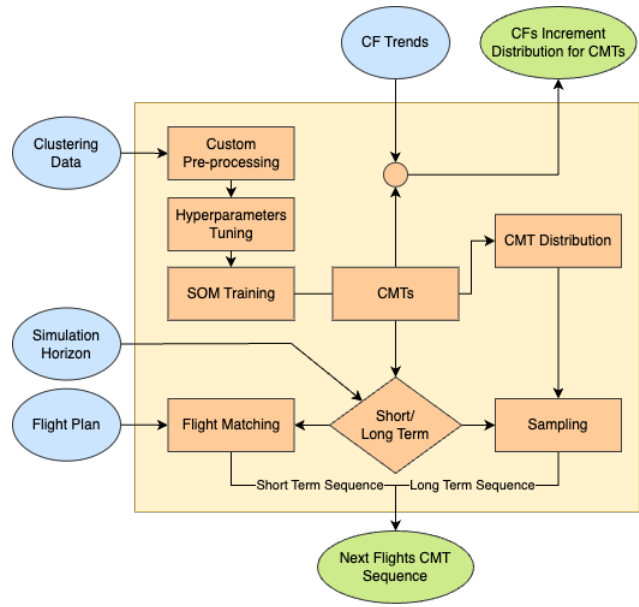 CF Trends
CFs Increment
Distribution for CMTs
Clustering
Data
Custom
Pre-processing
Hyperparameters
Tuning
CMT Distribution
SOM Training
CMTs
Simulation
Horizon
Flight Plan
Flight Matching
Short/
Long Term
Sampling
Short Term Sequence
Long Term Sequence
Next Flights CMT
Sequence